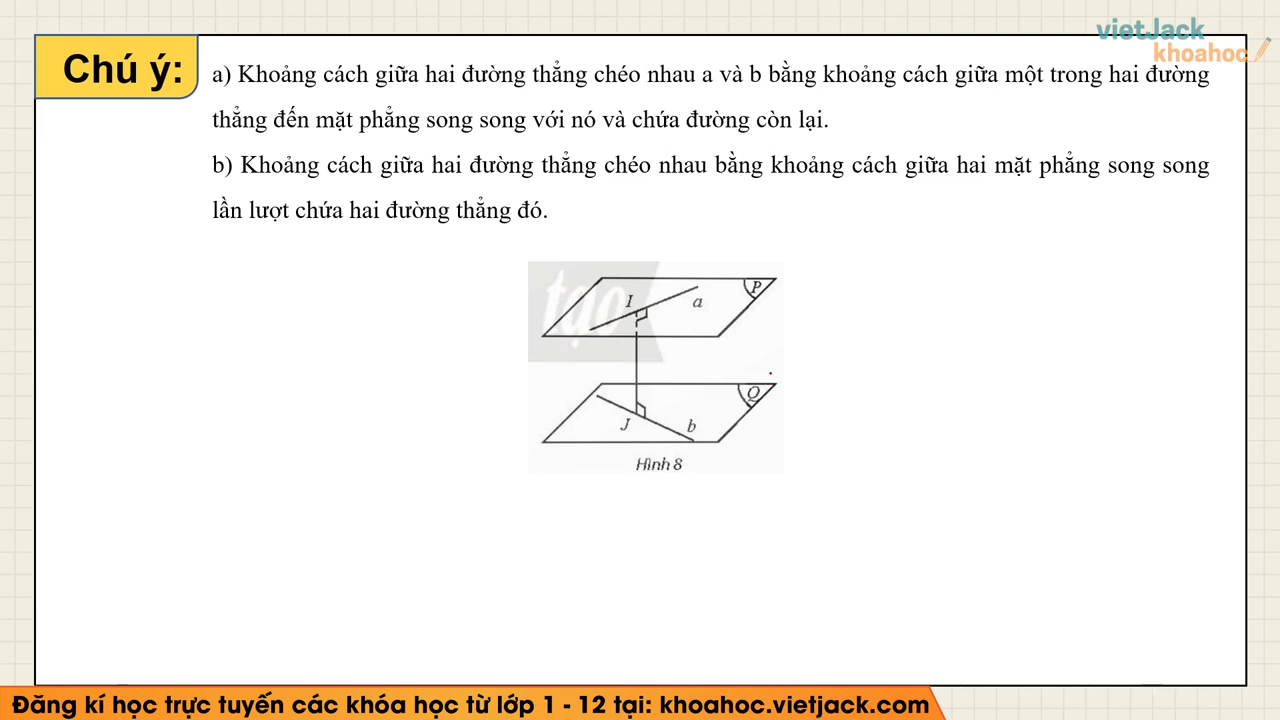 vietJack
khoahoc
Chú ý:
a) Khoảng cách giữa hai đường thẳng chéo nhau a và b bằng khoảng cách giữa một trong hai đường
thẳng đến mặt phẳng song song với nó và chứa đường còn lại.
b) Khoảng cách giữa hai đường thẳng chéo nhau bằng khoảng cách giữa hai mặt phẳng song song
lần lượt chứa hai đường thẳng đó.
tạo
P
I
a
Q
J
b
Hình 8
Đăng kí học trực tuyến các khóa học từ lớp 1 - 12 tại: khoahoc.vietjack.com